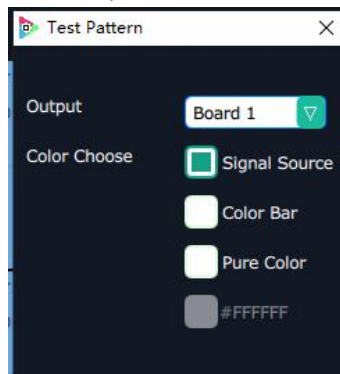 Test Pattern
Output
Board 1
Color Choose
Signal Source
Color Bar
Pure Color
#FFFFFF